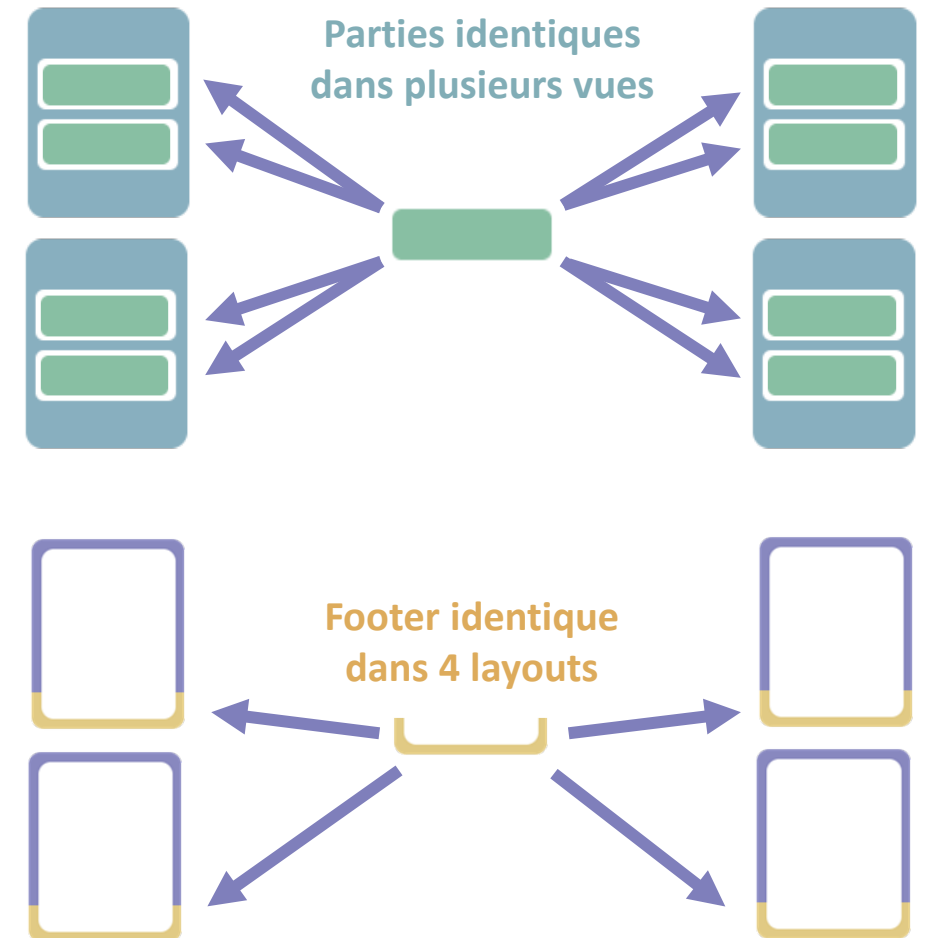 Parties identiques
dans plusieurs vues
Footer identique
dans 4 layouts